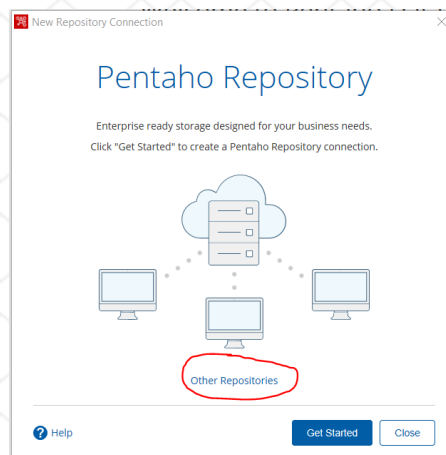 New Repository Connection
Pentaho Repository
Enterprise ready storage designed for your business needs.
Click "Get Started" to create a Pentaho Repository connection.
Other Repositories
? Help
Get Started
Close